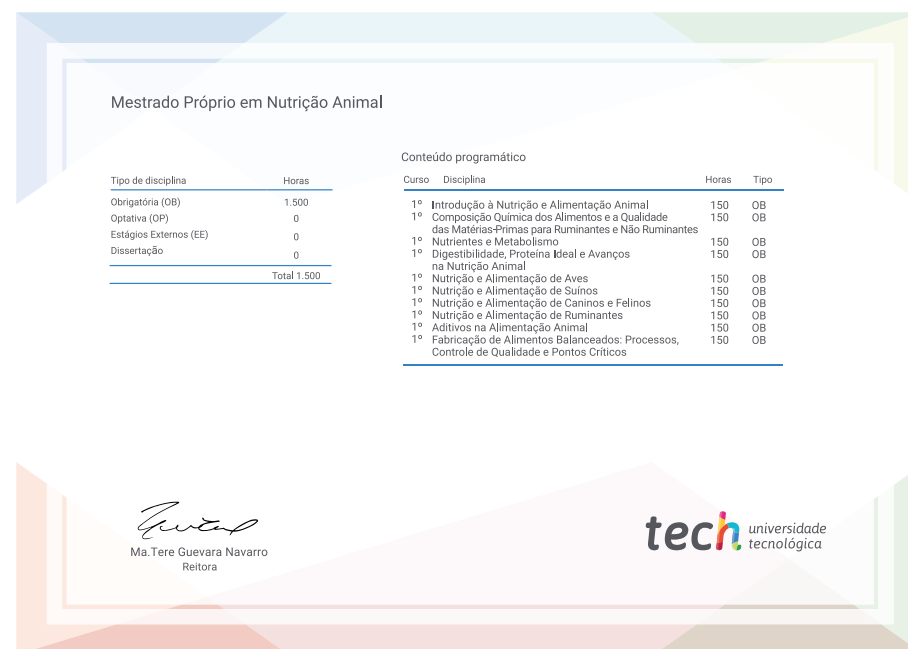 Mestrado Próprio em Nutrição Animal
Tipo de disciplina Horas
Obrigatória (OB) 1.500
Optativa (OP) 0
Estágios Externos (EE) 0
Dissertação 0
Total 1.500
Conteúdo programático
Curso Disciplina Horas Tipo
1º Introdução à Nutrição e Alimentação Animal 150 OB
1º Composição Química dos Alimentos e a Qualidade 150 OB
das Matérias-Primas para Ruminantes e Não Ruminantes
1º Nutrientes e Metabolismo 150 OB
1º Digestibilidade, Proteína Ideal e Avanços 150 OB
na Nutrição Animal
1º Nutrição e Alimentação de Aves 150 OB
1º Nutrição e Alimentação de Suínos 150 OB
1º Nutrição e Alimentação de Caninos e Felinos 150 OB
1º Nutrição e Alimentação de Ruminantes 150 OB
1º Aditivos na Alimentação Animal 150 OB
1º Fabricação de Alimentos Balanceados: Processos, 150 OB
Controle de Qualidade e Pontos Críticos
Ma.Tere Guevara Navarro
Reitora
tech universidade
tecnológica